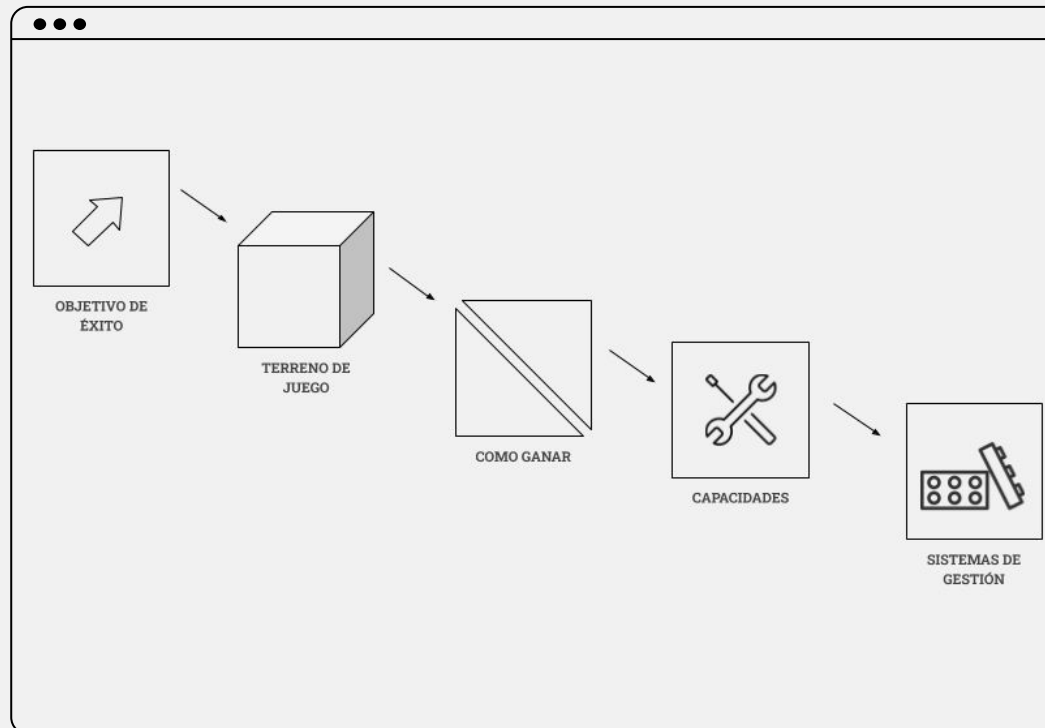 OBJETIVO DE
ÉXITO
TERRENO DE
JUEGO
COMO GANAR
CAPACIDADES
SISTEMAS DE
GESTIÓN